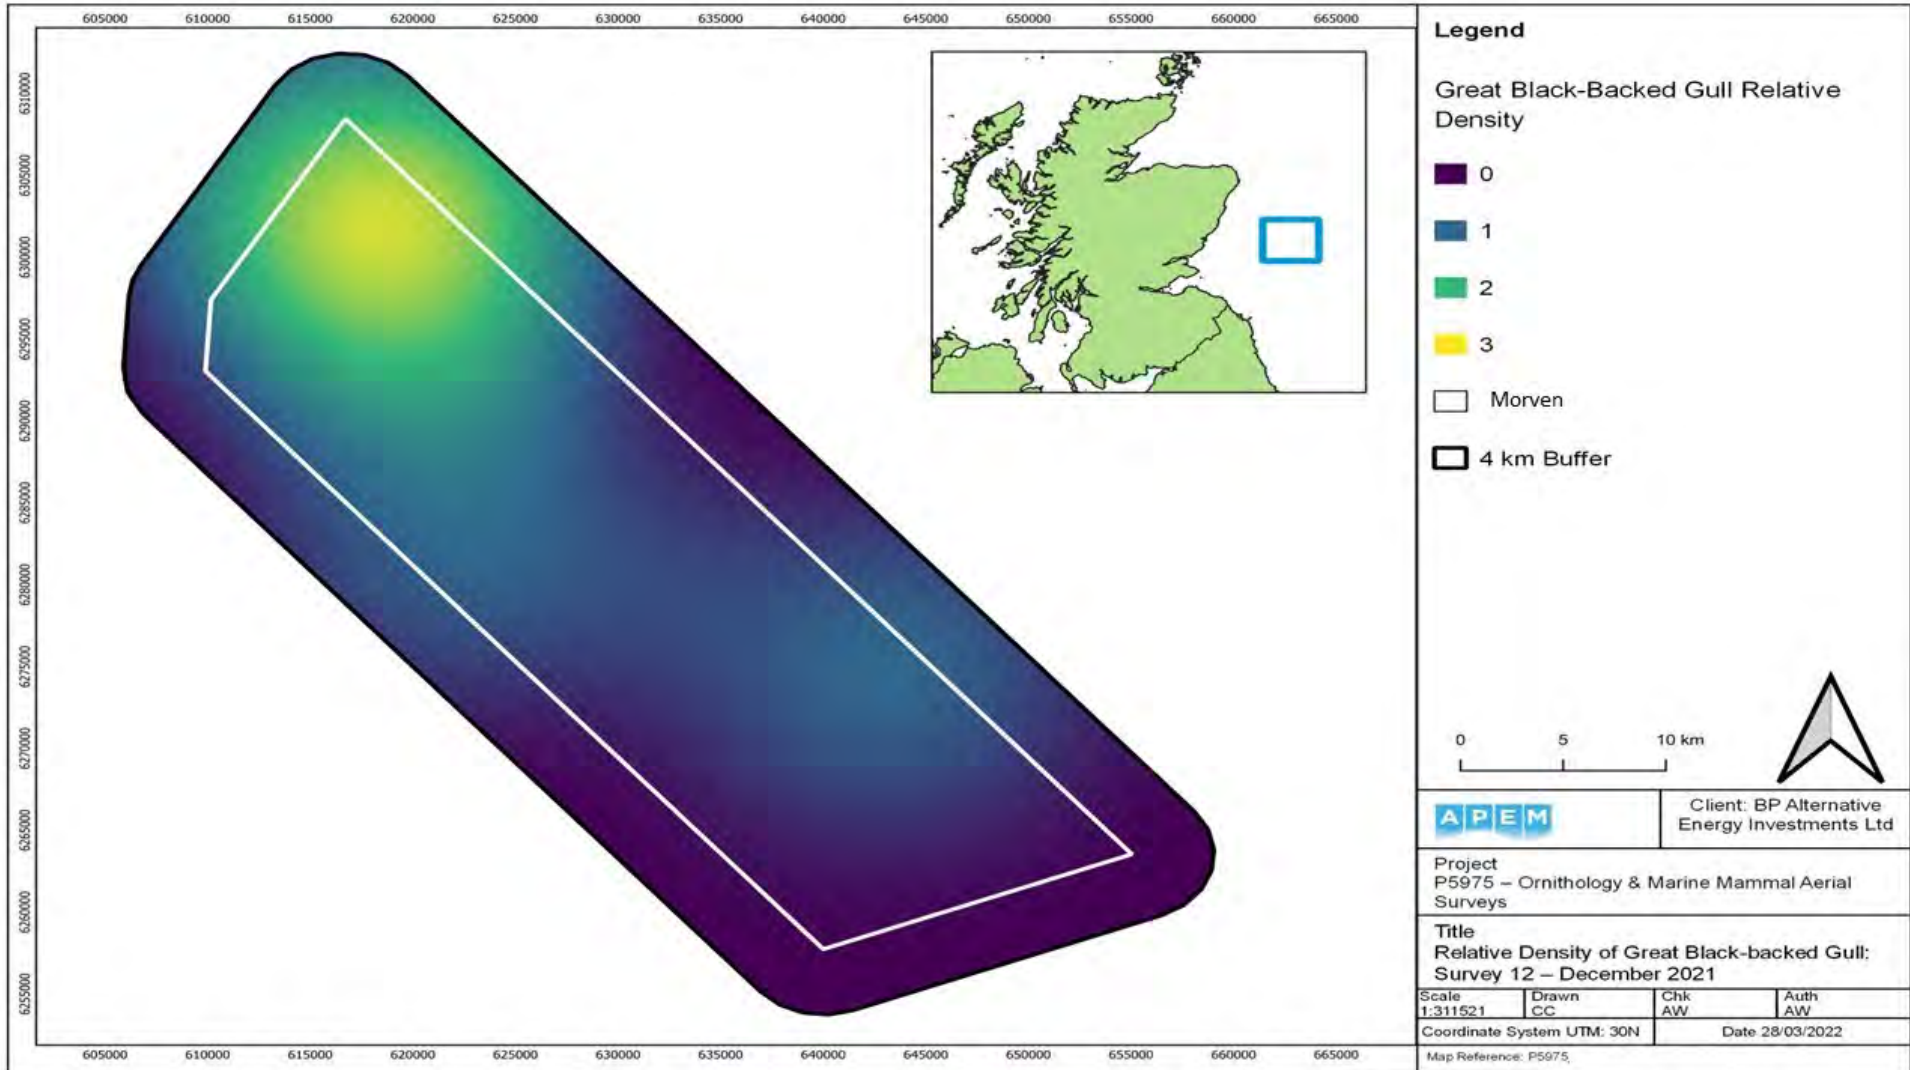 605000 610000 615000 620000 625000 630000 635000 640000 645000 650000 655000 660000 665000
6310000
6305000
6300000
6295000
6290000
6285000
6280000
6275000
6270000
6265000
6260000
6255000
605000 610000 615000 620000 625000 630000 635000 640000 645000 650000 655000 660000 665000
Legend
Great Black-Backed Gull Relative
Density
0
1
2
3
Morven
4 km Buffer
0 5 10 km
APEM
Client: BP Alternative
Energy Investments Ltd
Project
P5975 – Ornithology & Marine Mammal Aerial
Surveys
Title
Relative Density of Great Black-backed Gull:
Survey 12 – December 2021
Scale Drawn Chk Auth
1:311521 CC AW AW
Coordinate System UTM: 30N Date 28/03/2022
Map Reference: P5975